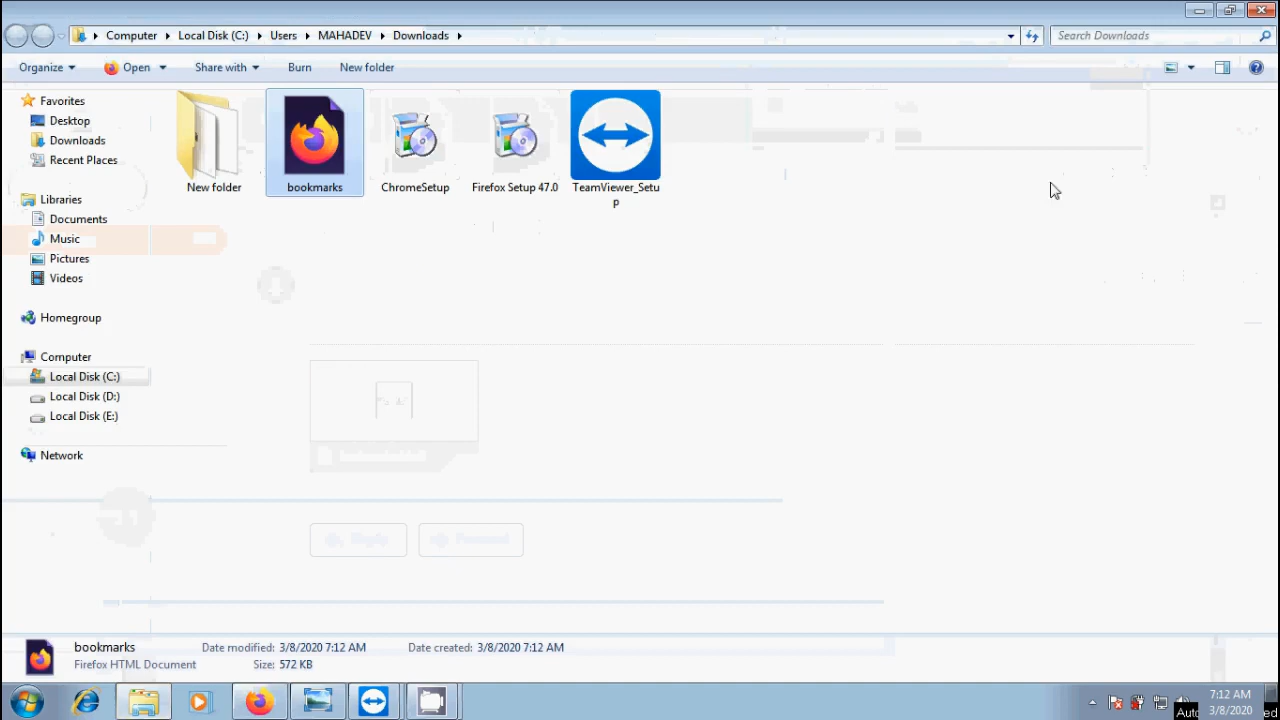 Computer Local Disk (C:) Users MAHADEV Downloads
Search Downloads
Organize Open Share with Burn New folder
Favorites
Desktop
Downloads
Recent Places
Libraries
Documents
Music
Pictures
Videos
Homegroup
Computer
Local Disk (C:)
Local Disk (D:)
Local Disk (E:)
Network
New folder
bookmarks
ChromeSetup
Firefox Setup 47.0
TeamViewer_Setu
p
bookmarks
Date modified: 3/8/2020 7:12 AM
Date created: 3/8/2020 7:12 AM
Firefox HTML Document
Size: 572 KB
7:12 AM
3/8/2020